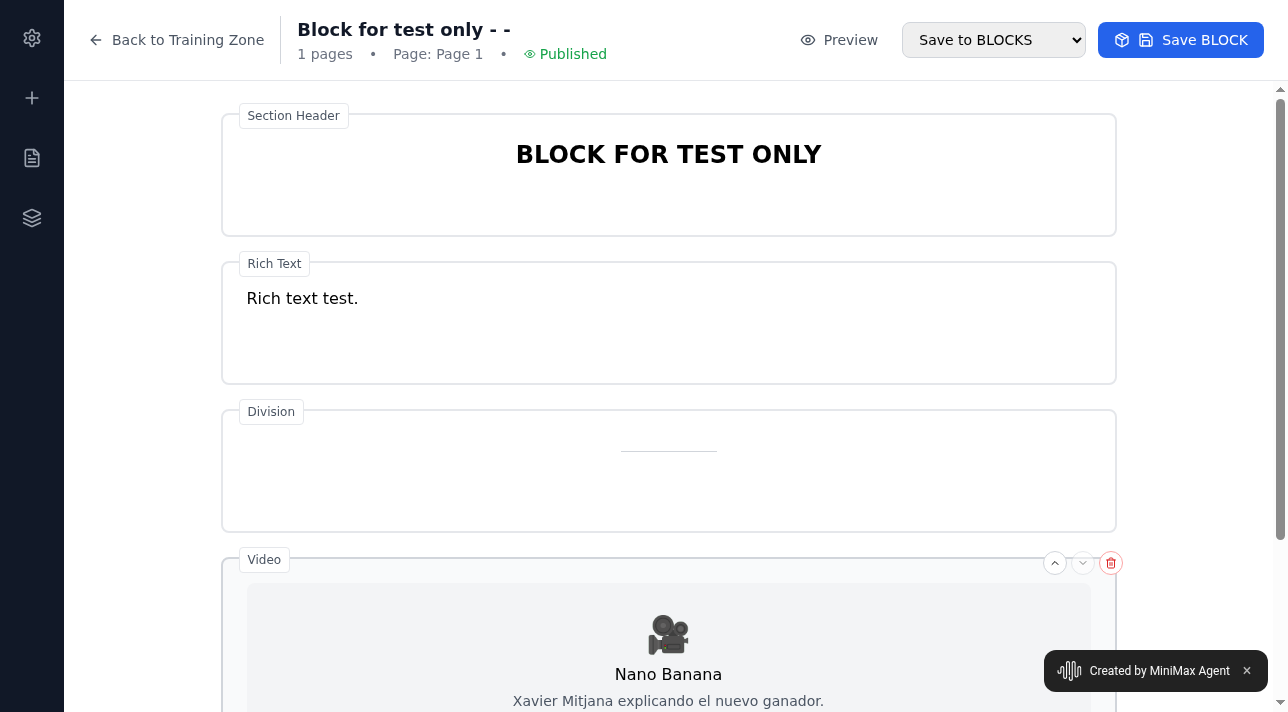 Back to Training Zone
Block for test only - -
1 pages • Page: Page 1 • Published
Preview
Save to BLOCKS
Save BLOCK
Section Header
BLOCK FOR TEST ONLY
Rich Text
Rich text test.
Division
Video
Nano Banana
Xavier Mitjana explicando el nuevo ganador.
Created by MiniMax Agent ×